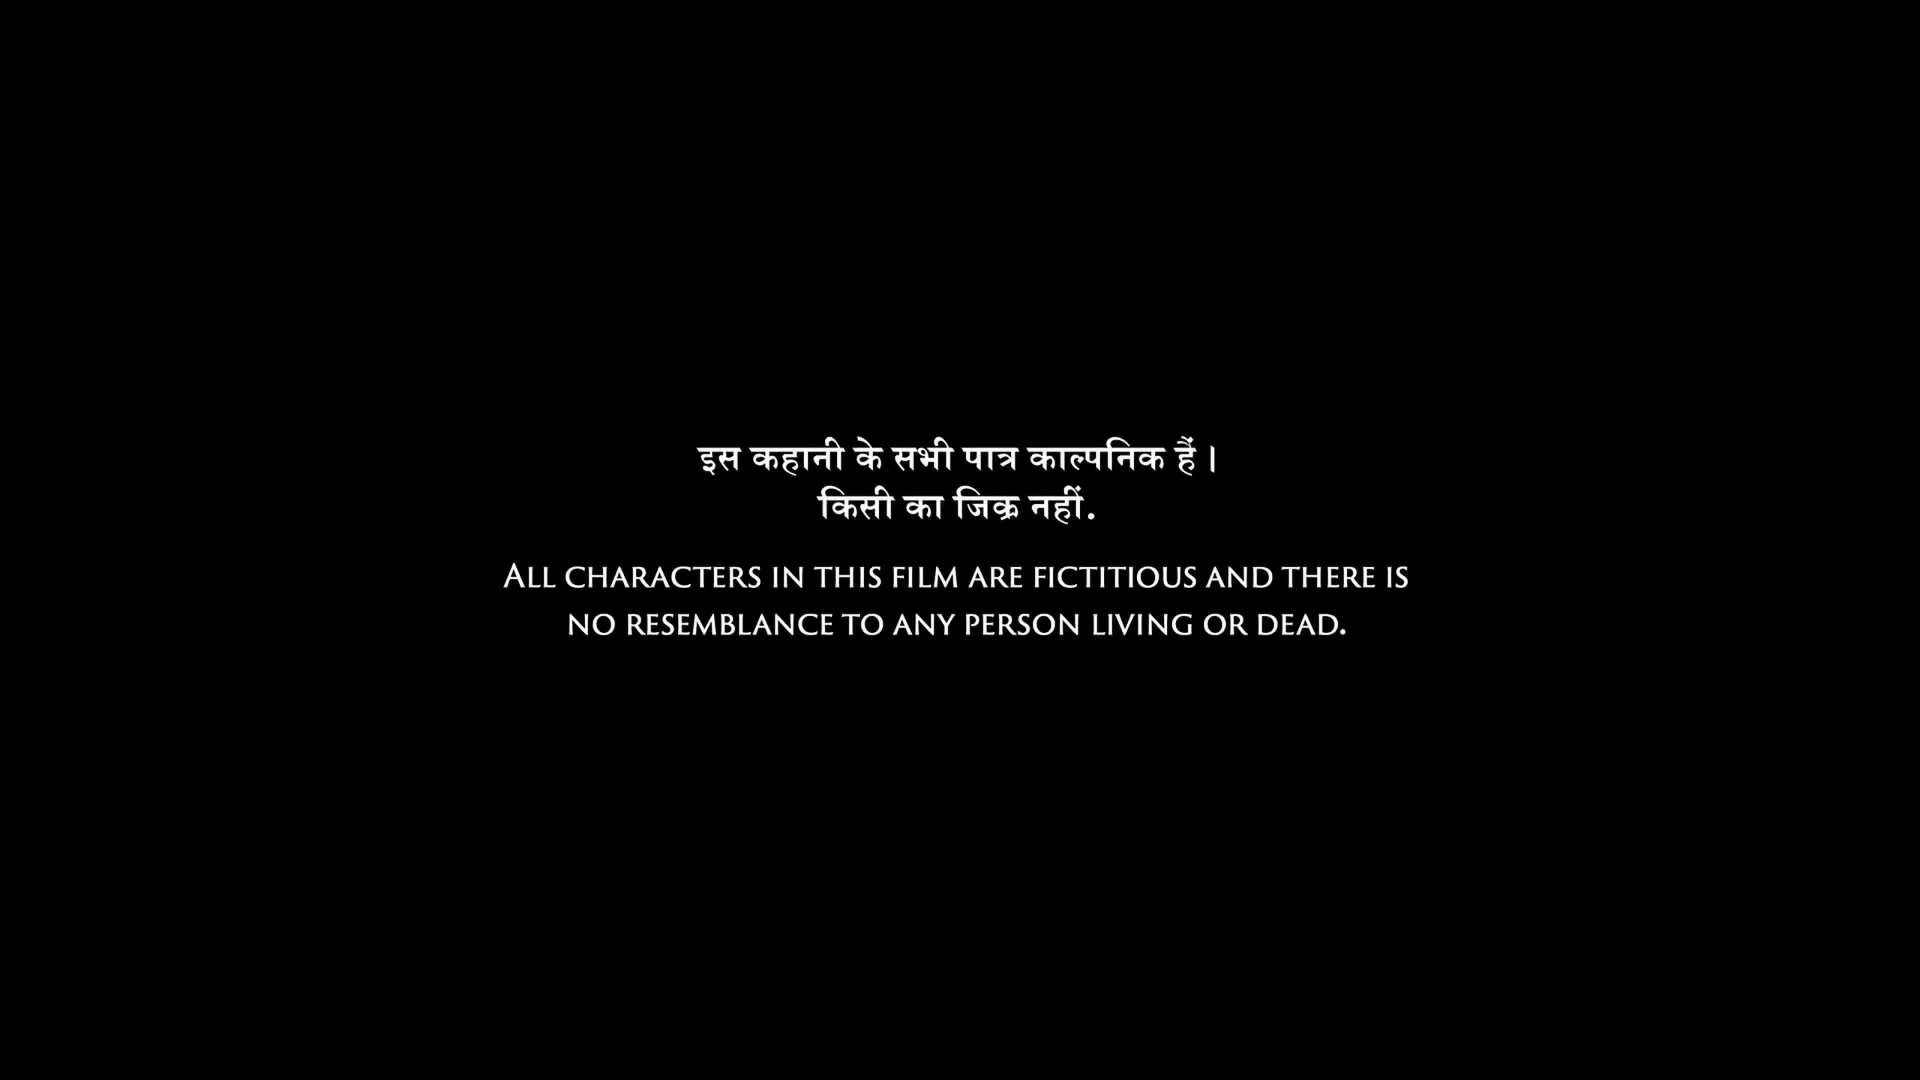 इस कहानी के सभी पात्र काल्पनिक हैं।
किसी का जिक्र नहीं.
ALL CHARACTERS IN THIS FILM ARE FICTITIOUS AND THERE IS
NO RESEMBLANCE TO ANY PERSON LIVING OR DEAD.